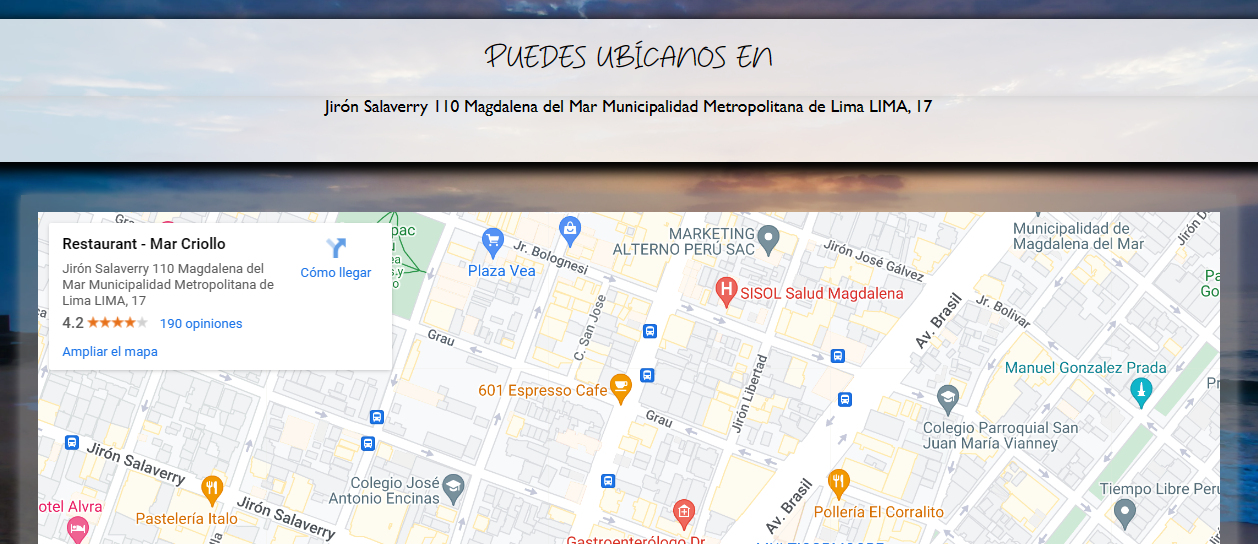 PUEDES UBÍCANOS EN
Jirón Salaverry 110 Magdalena del Mar Municipalidad Metropolitana de Lima LIMA, 17
Restaurant - Mar Criollo
Cómo llegar
Jirón Salaverry 110 Magdalena del
Mar Municipalidad Metropolitana de
Lima LIMA, 17
4.2
190 opiniones
Ampliar el mapa
Plaza Vea
Jr. Bolognesi
MARKETING
ALTERNO PERÚ SAC
Jirón José Gálvez
Municipalidad de
Magdalena del Mar
SISOL Salud Magdalena
C. San Jose
Av. Brasil
Jr. Bolivar
Grau
601 Espresso Cafe
Grau
Jirón Libertad
Manuel Gonzalez Prada
Colegio Parroquial San
Juan María Vianney
Jirón Salaverry
Colegio José
Antonio Encinas
Pastelería Italo
Jirón Salaverry
Av. Brasil
Pollería El Corralito
Tiempo Libre Peru
otel Alvra
Gastroenterólogo Dr